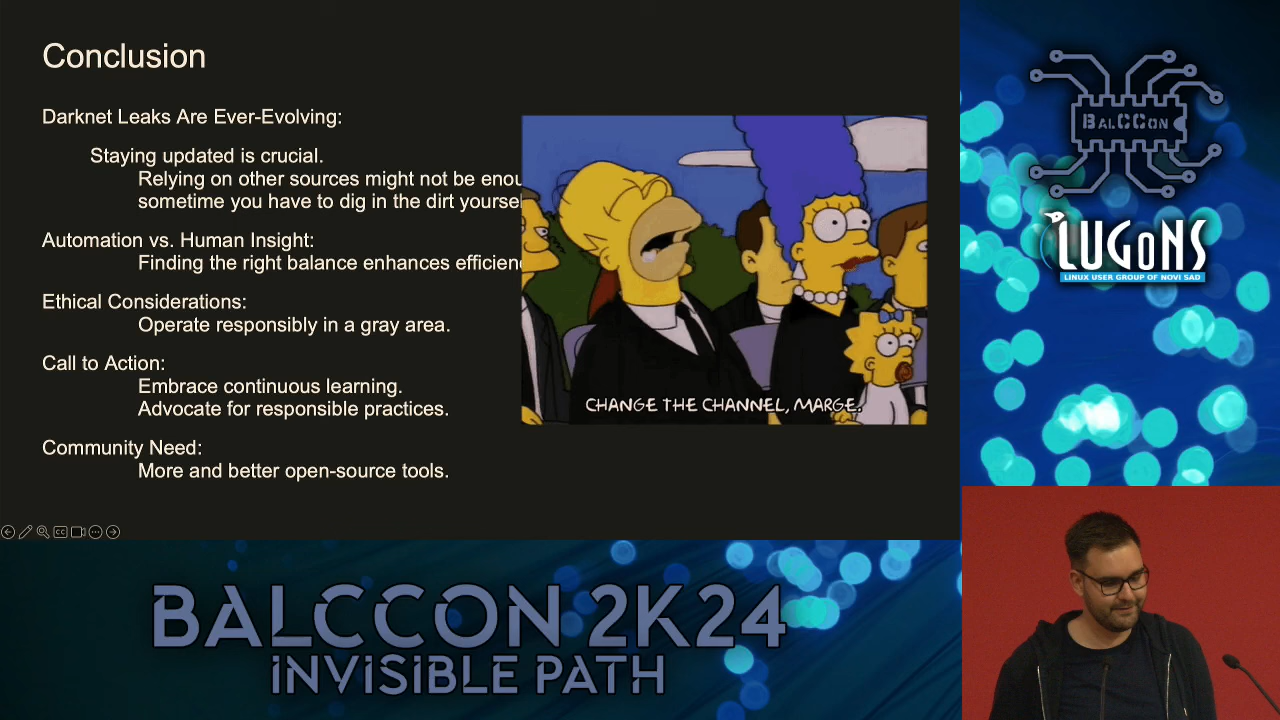 Conclusion
Darknet Leaks Are Ever-Evolving:
Staying updated is crucial.
Relying on other sources might not be
sometime you have to dig in the dirt
Automation vs. Human Insight:
Finding the right balance enhances
Ethical Considerations:
Operate responsibly in a gray area.
Call to Action:
Embrace continuous learning.
Advocate for responsible practices.
Community Need:
More and better open-source tools.
CHANGE THE CHANNEL, MARGE.
CC
BALCCON
LUGONS
LINUX USER GROUP OF NOVI SAD
BALCCON 2K24
INVISIBLE PATH